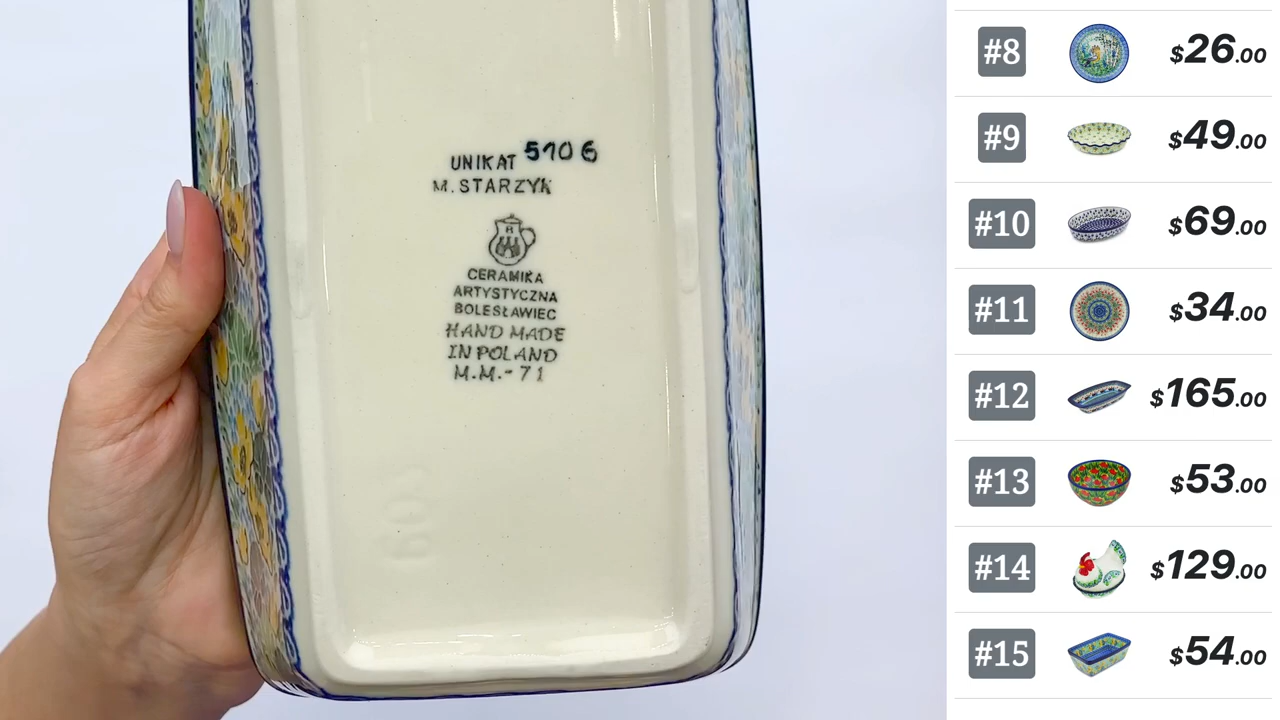 UNIKAT 5106
M. STARZYK
CERAMIKA
ARTYSTYCZNA
BOLESŁAWIEC
HAND MADE
IN POLAND
M.M.-71
#8 $26.00
#9 $49.00
#10 $69.00
#11 $34.00
#12 $165.00
#13 $53.00
#14 $129.00
#15 $54.00